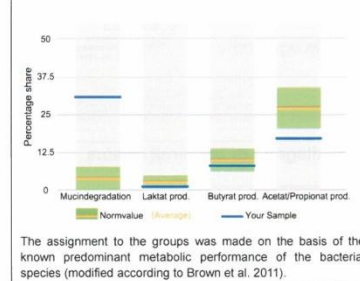 50
37.5
25
12.5
0
Percentage share
Mucindegradation Laktat prod. Butyrat prod. Acetat/Propionat prod.
Normvalue (Average) Your Sample
The assignment to the groups was made on the basis of the
known predominant metabolic performance of the bacteria
species (modified according to Brown et al. 2011).